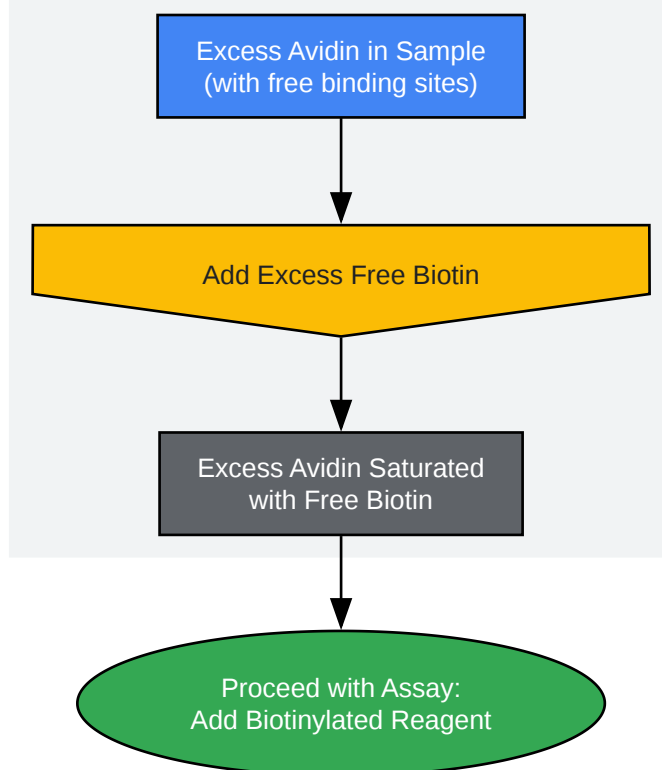 Excess Avidin in Sample
(with free binding sites)
Add Excess Free Biotin
Excess Avidin Saturated
with Free Biotin
Proceed with Assay:
Add Biotinylated Reagent